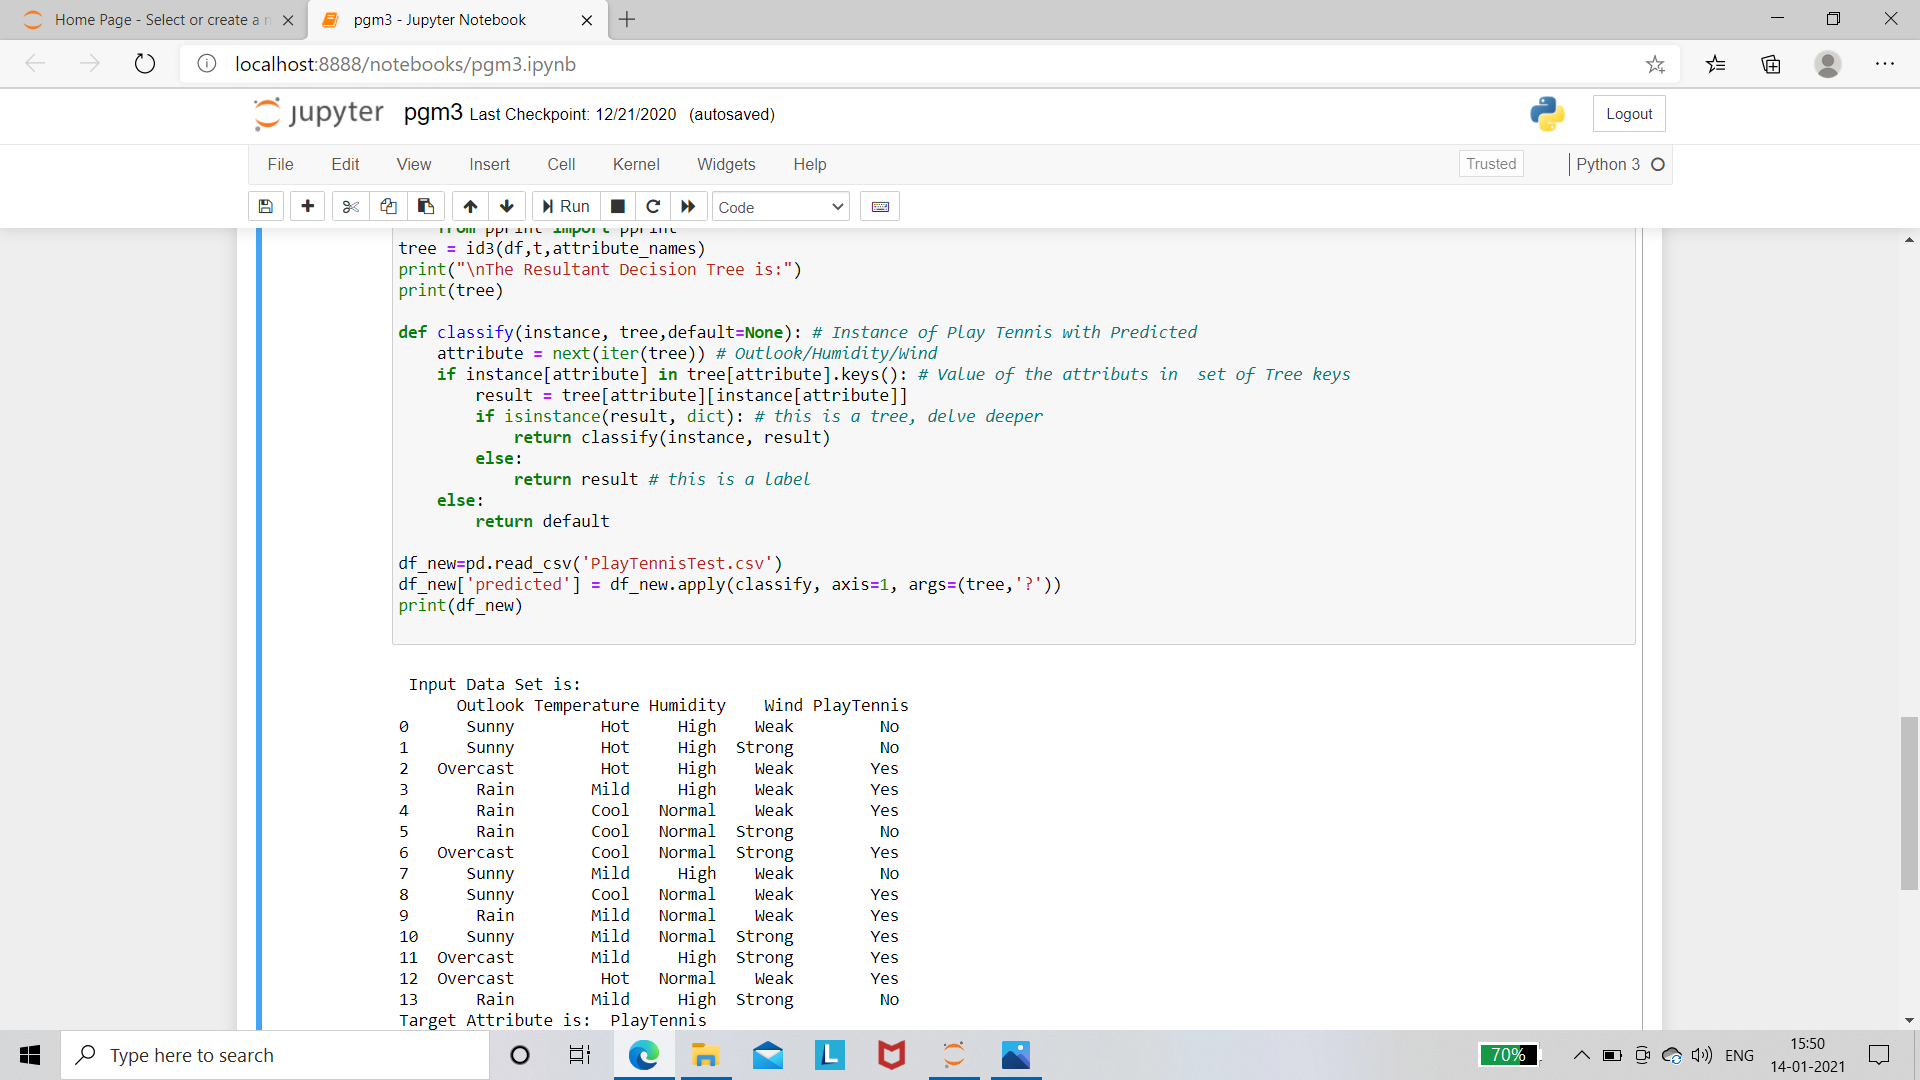 Home Page - Select or create a n
pgm3 - Jupyter Notebook
localhost:8888/notebooks/pgm3.ipynb
jupyter pgm3 Last Checkpoint: 12/21/2020 (autosaved)
Logout
File Edit View Insert Cell Kernel Widgets Help
Trusted
Python 3
Run
Code
from pprint import pprint
tree = id3(df,t,attribute_names)
print("\nThe Resultant Decision Tree is:")
print(tree)
def classify(instance, tree,default=None): # Instance of Play Tennis with Predicted
    attribute = next(iter(tree)) # Outlook/Humidity/Wind
    if instance[attribute] in tree[attribute].keys(): # Value of the attributs in  set of Tree keys
        result = tree[attribute][instance[attribute]]
        if isinstance(result, dict): # this is a tree, delve deeper
            return classify(instance, result)
        else:
            return result # this is a label
    else:
        return default
df_new=pd.read_csv('PlayTennisTest.csv')
df_new['predicted'] = df_new.apply(classify, axis=1, args=(tree,'?'))
print(df_new)
Input Data Set is:
Outlook Temperature Humidity Wind PlayTennis
0 Sunny Hot High Weak No
1 Sunny Hot High Strong No
2 Overcast Hot High Weak Yes
3 Rain Mild High Weak Yes
4 Rain Cool Normal Weak Yes
5 Rain Cool Normal Strong No
6 Overcast Cool Normal Strong Yes
7 Sunny Mild High Weak No
8 Sunny Cool Normal Weak Yes
9 Rain Mild Normal Weak Yes
10 Sunny Mild Normal Strong Yes
11 Overcast Mild High Strong Yes
12 Overcast Hot Normal Weak Yes
13 Rain Mild High Strong No
Target Attribute is:  PlayTennis
Type here to search
L
70%
ENG
15:50
14-01-2021